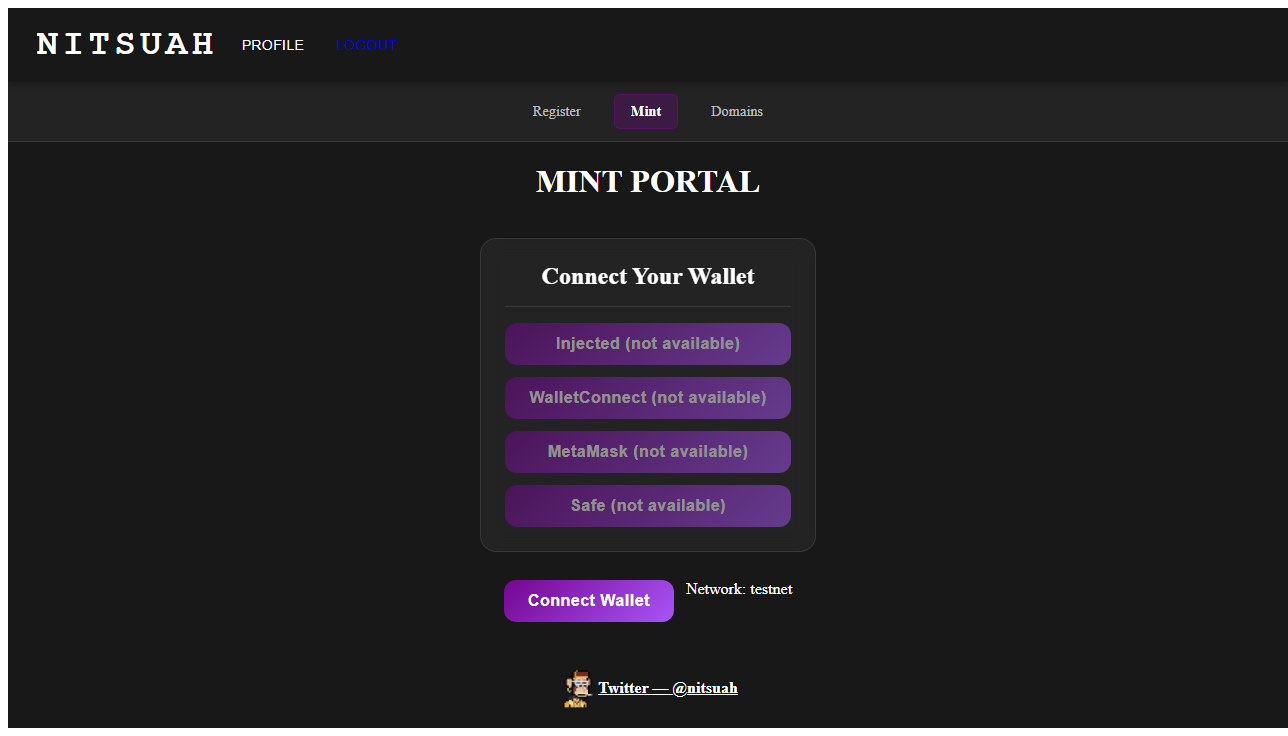 NITSUAH PROFILE LOGOUT
Register Mint Domains
MINT PORTAL
Connect Your Wallet
Injected (not available)
WalletConnect (not available)
MetaMask (not available)
Safe (not available)
Connect Wallet Network: testnet
Twitter — @nitsuah